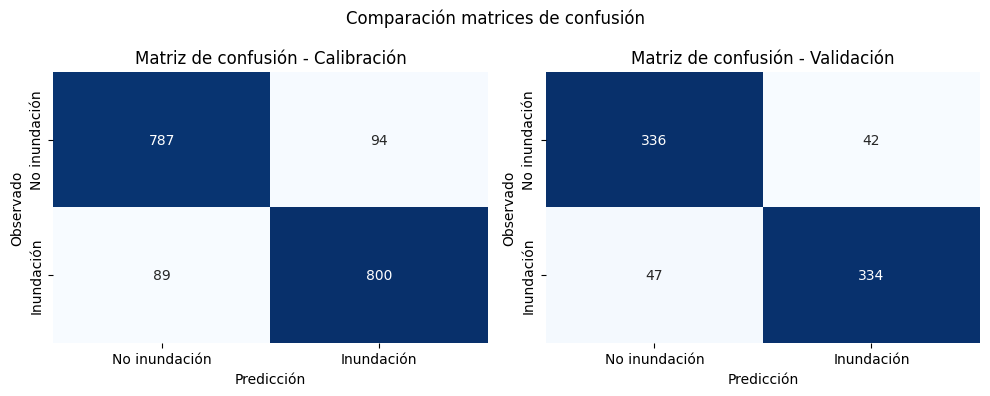 Comparación matrices de confusión
Matriz de confusión - Calibración
No inundación
Inundación
Observado
787
94
89
800
No inundación
Inundación
Predicción
Matriz de confusión - Validación
No inundación
Inundación
Observado
336
42
47
334
No inundación
Inundación
Predicción